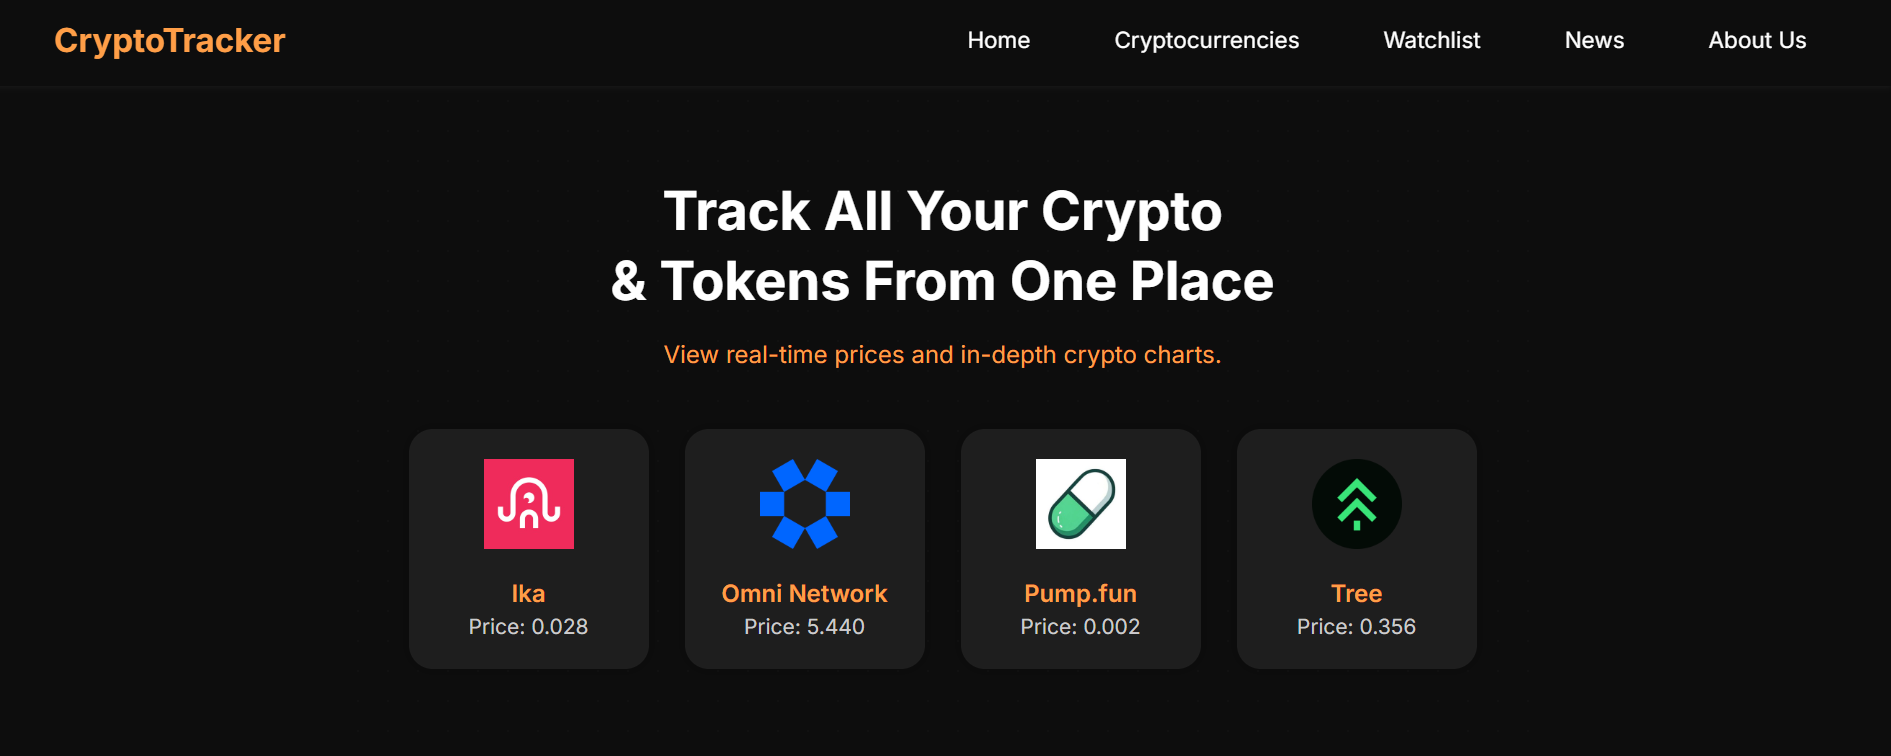 CryptoTracker
Home
Cryptocurrencies
Watchlist
News
About Us
Track All Your Crypto
& Tokens From One Place
View real-time prices and in-depth crypto charts.
Ika
Price: 0.028
Omni Network
Price: 5.440
Pump.fun
Price: 0.002
Tree
Price: 0.356